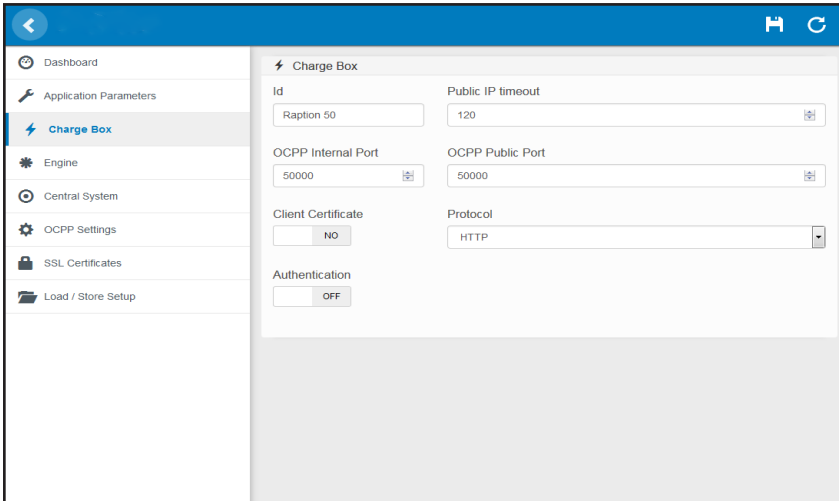 Dashboard
Application Parameters
Charge Box
Engine
Central System
OCPP Settings
SSL Certificates
Load / Store Setup
Charge Box
Id
Public IP timeout
Raption 50
120
OCPP Internal Port
OCPP Public Port
50000
50000
Client Certificate
Protocol
NO
HTTP
Authentication
OFF